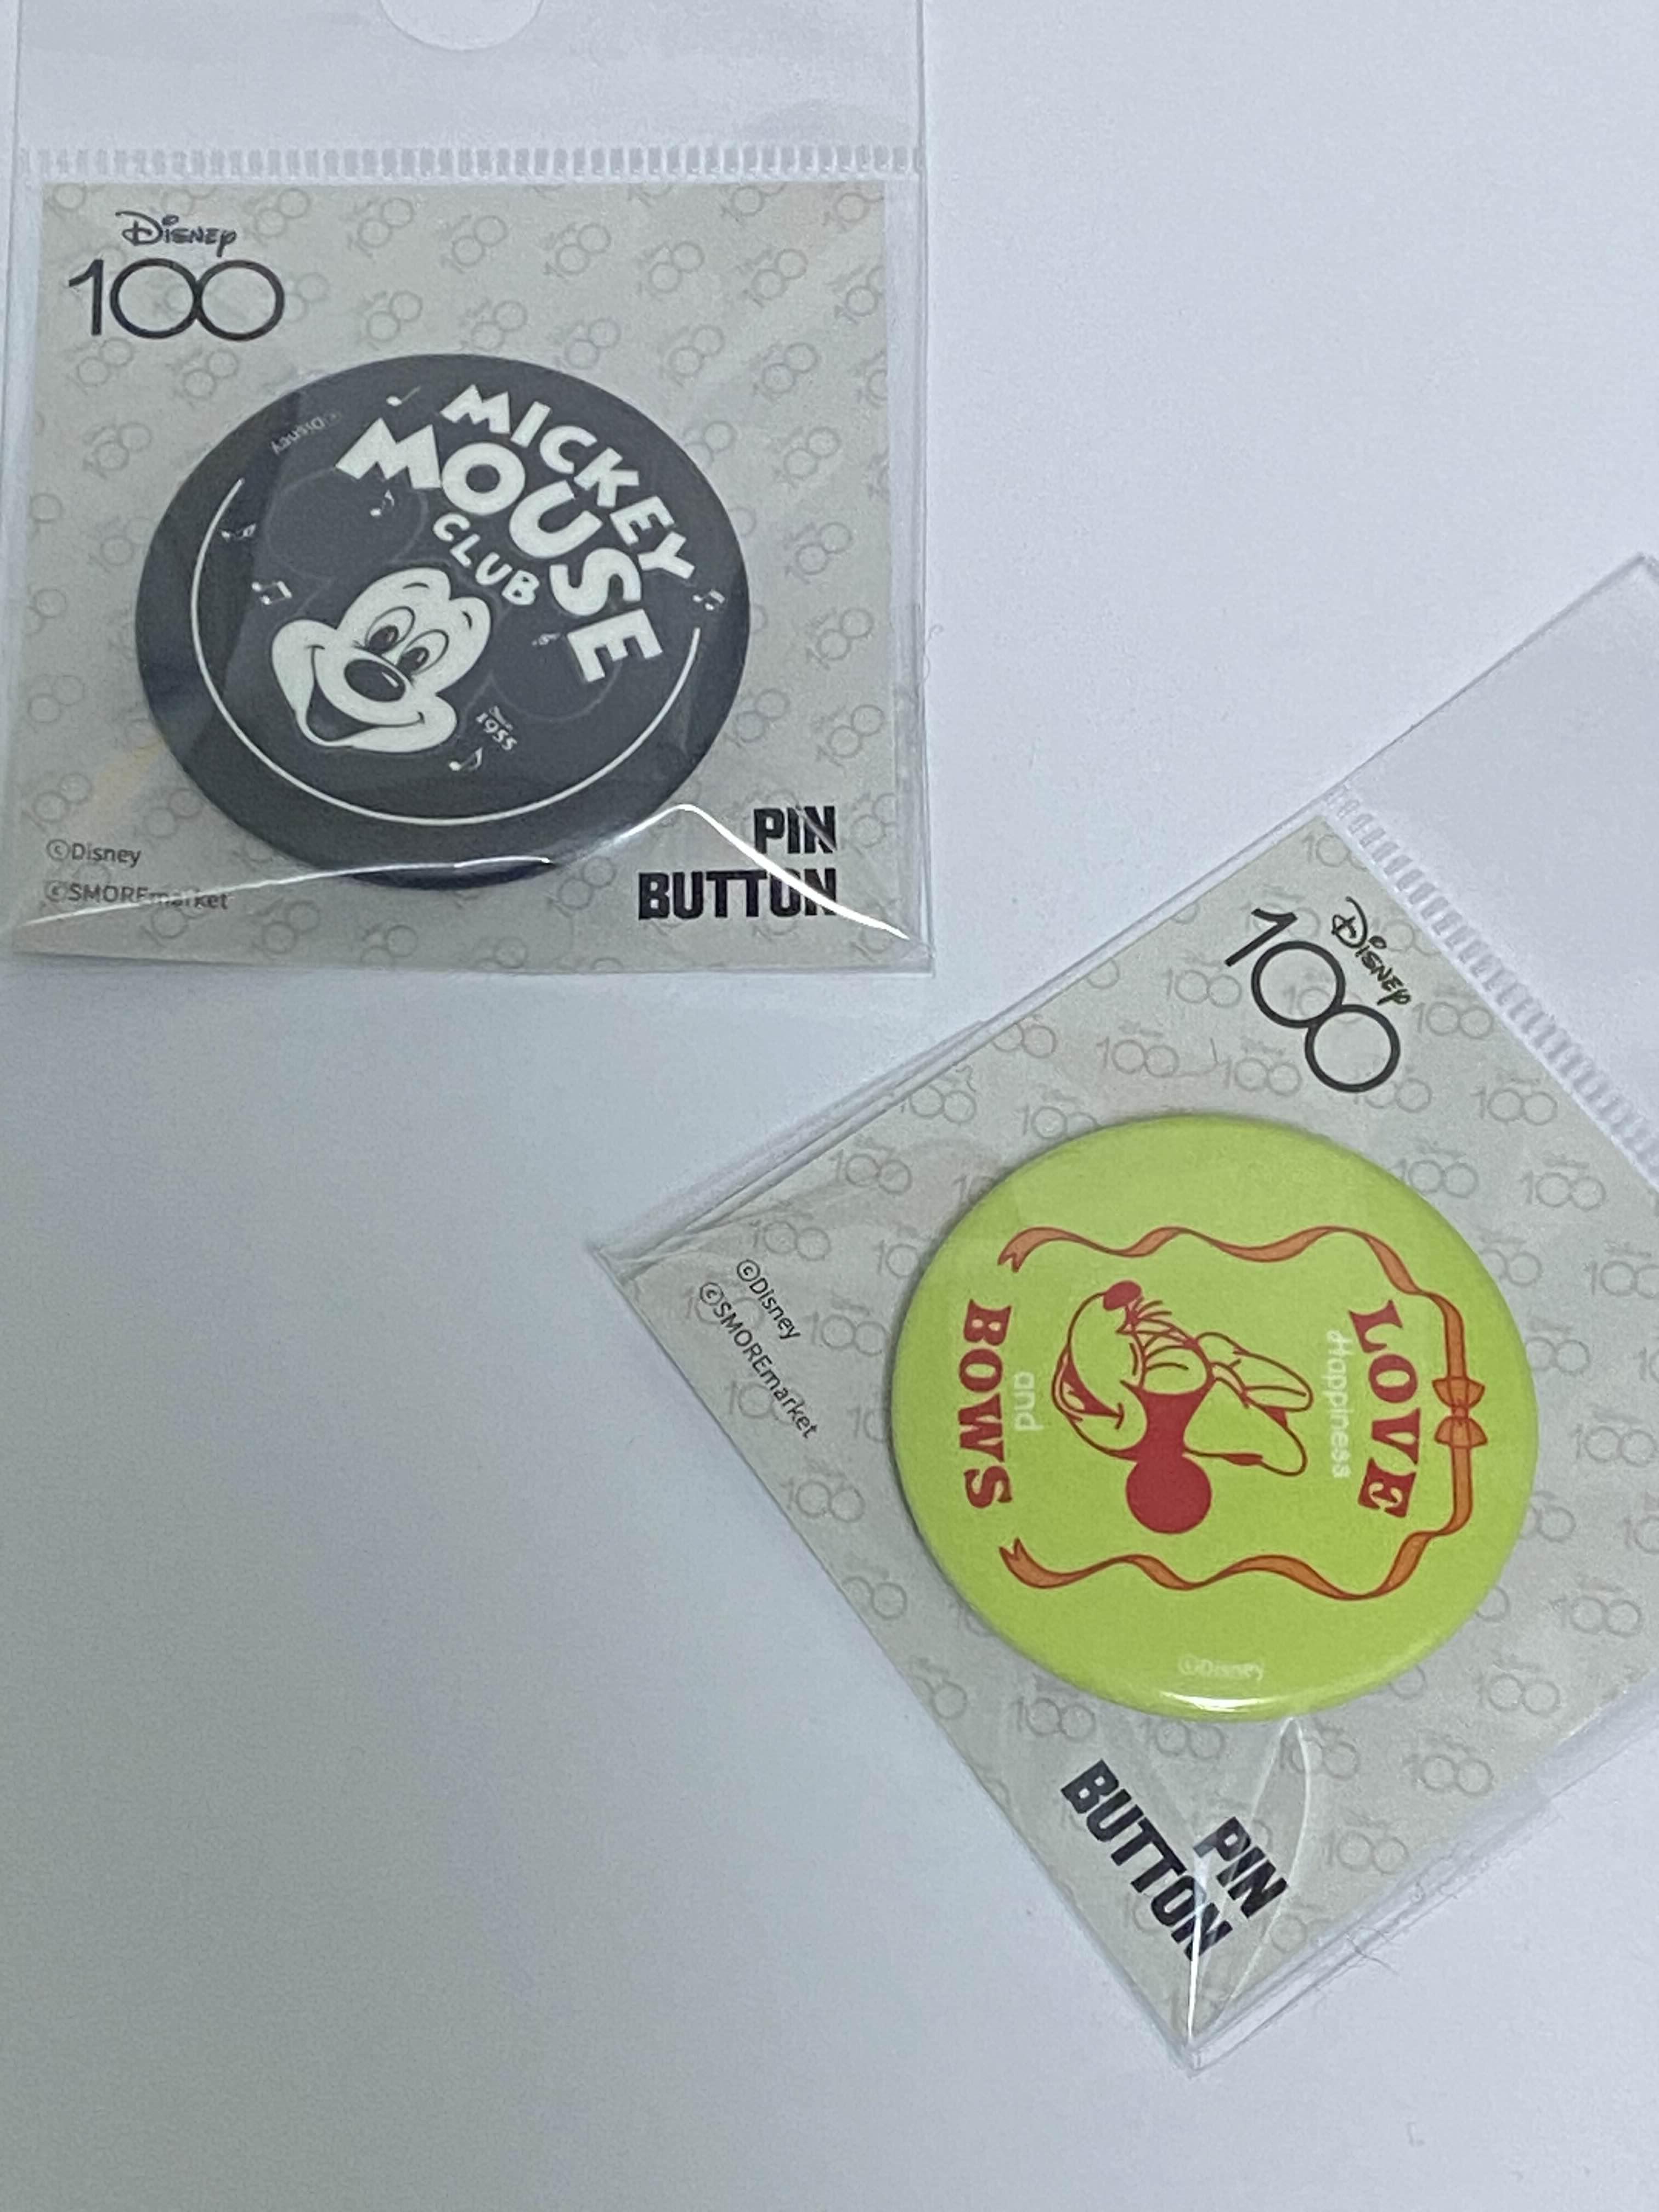 Disney
100
©Disney
MICKEY
MOUSE
CLUB
Since
1955
©Disney
©SMOREmarket
PIN
BUTTON
Disney
100
LOVE
Happiness
and
BOWS
©Disney
©Disney
©SMOREmarket
PIN
BUTTON